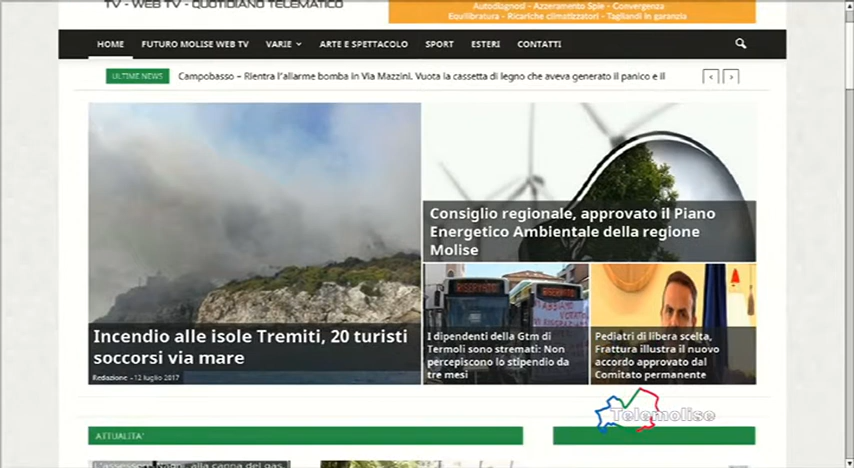 TV - WEB TV - QUOTIDIANO TELEMATICO
Autodiagnosi - Azzeramento Spie - Convergenza
Equilibratura - Ricariche climatizzatori - Tagliandi in garanzia
HOME FUTURO MOLISE WEB TV VARIE ARTE E SPETTACOLO SPORT ESTERI CONTATTI
ULTIME NEWS Campobasso – Rientra l'allarme bomba in Via Mazzini. Vuota la cassetta di legno che aveva generato il panico e il
Incendio alle isole Tremiti, 20 turisti
soccorsi via mare
Redazione - 12 luglio 2017
Consiglio regionale, approvato il Piano
Energetico Ambientale della regione
Molise
RISERVATO
RISERVATO
I dipendenti della Gtm di
Termoli sono stremati: Non
percepiscono lo stipendio da
tre mesi
Pediatri di libera scelta,
Frattura illustra il nuovo
accordo approvato dal
Comitato permanente
Telemolise
ATTUALITA'